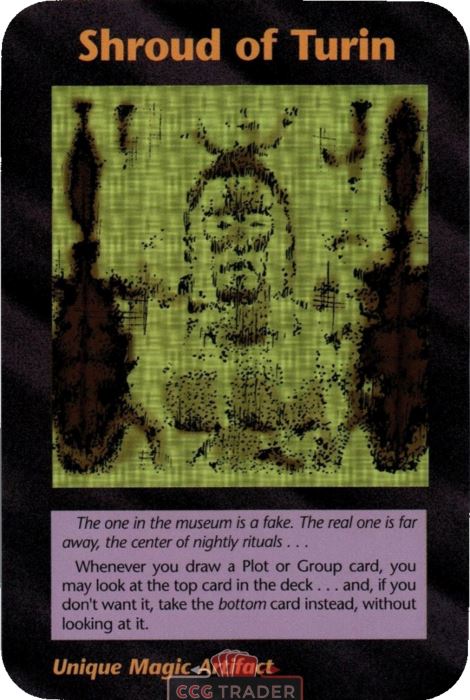 Shroud of Turin
The one in the museum is a fake. The real one is far
away, the center of nightly rituals . . .
Whenever you draw a Plot or Group card, you
may look at the top card in the deck . . . and, if you
don't want it, take the bottom card instead, without
looking at it.
Unique Magic Artifact
CCG TRADER